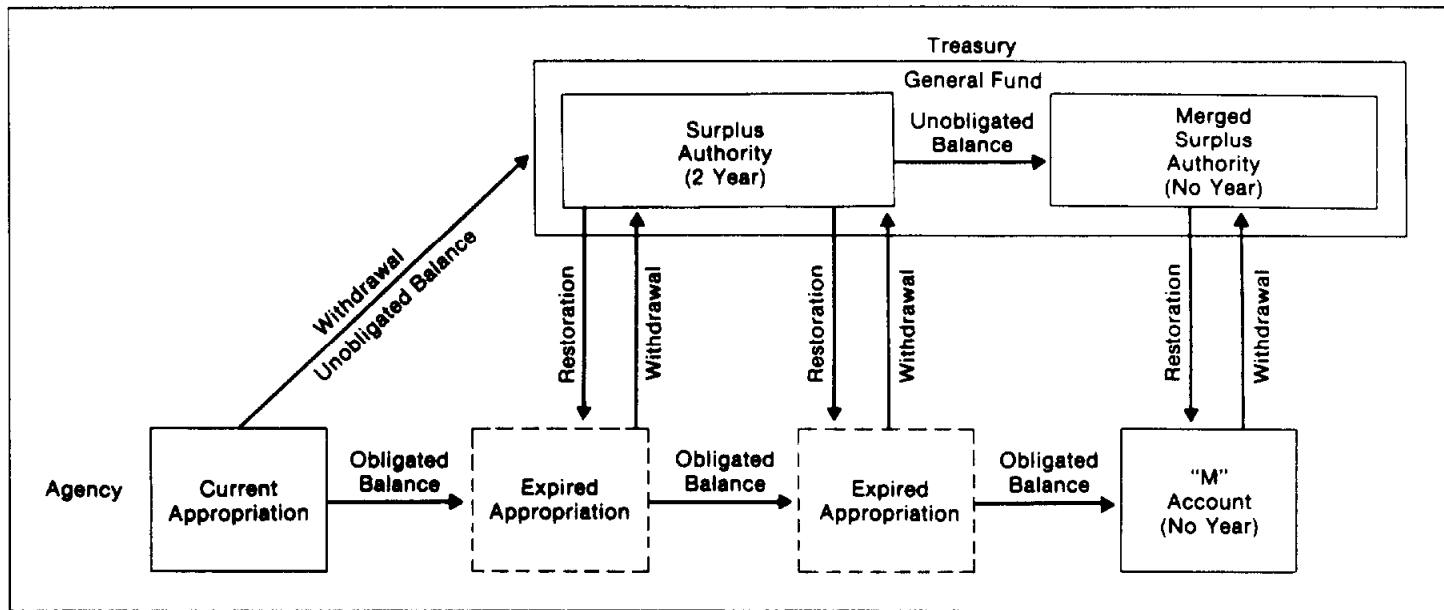 Treasury
General Fund
Surplus
Authority
(2 Year)
Unobligated
Balance
Merged
Surplus
Authority
(No Year)
Withdrawal
Unobligated Balance
Restoration
Withdrawal
Restoration
Withdrawal
Restoration
Withdrawal
Agency
Current
Appropriation
Obligated
Balance
Expired
Appropriation
Obligated
Balance
Expired
Appropriation
Obligated
Balance
"M"
Account
(No Year)